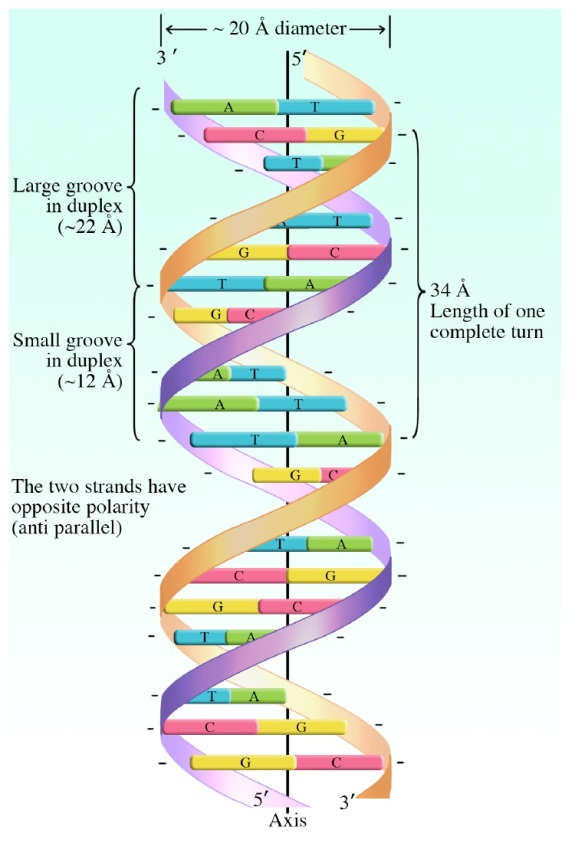 ~ 20 Å diameter
3 ′
5′
A T
C G
T
Large groove
in duplex
(~22 Å)
A T
G C
T A
34 Å
Length of one
complete turn
G C
Small groove
in duplex
(~12 Å)
A T
A T
T A
G C
The two strands have
opposite polarity
(anti parallel)
T A
C G
G C
T A
T A
C G
G C
5′
3′
Axis